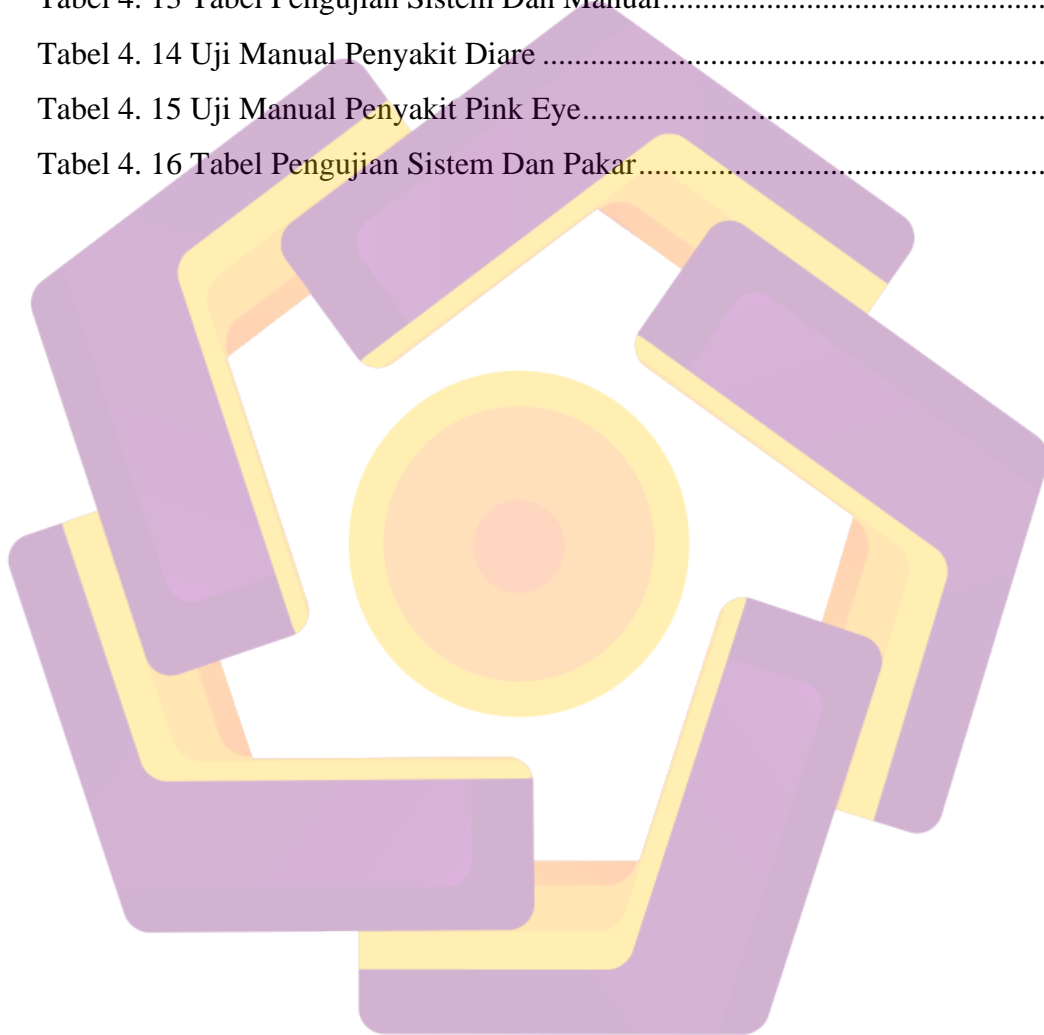 Tabel 4. 13 Tabel Pengujian Sistem Dan Manual........................................
Tabel 4. 14 Uji Manual Penyakit Diare .....................................................
Tabel 4. 15 Uji Manual Penyakit Pink Eye.................................................
Tabel 4. 16 Tabel Pengujian Sistem Dan Pakar...........................................